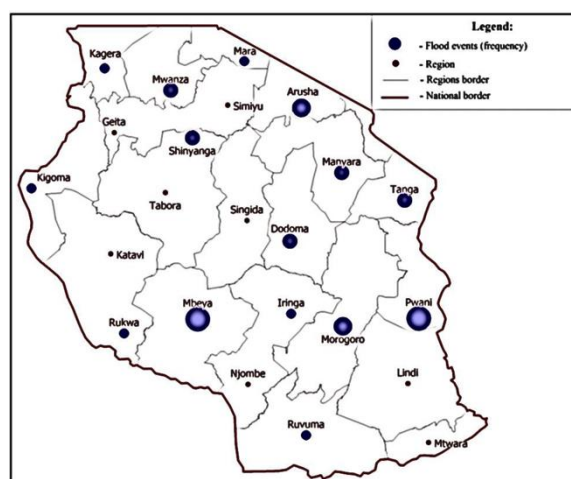 Legend:
- Flood events (frequency)
- Region
- Regions border
- National border
Kagera
Mara
Mwanza
Simiyu
Arusha
Geita
Shinyanga
Manyara
Kigoma
Tabora
Singida
Tanga
Dodoma
Katavi
Mbeya
Iringa
Pwani
Rukwa
Morogoro
Njombe
Lindi
Ruvuma
Mtwara